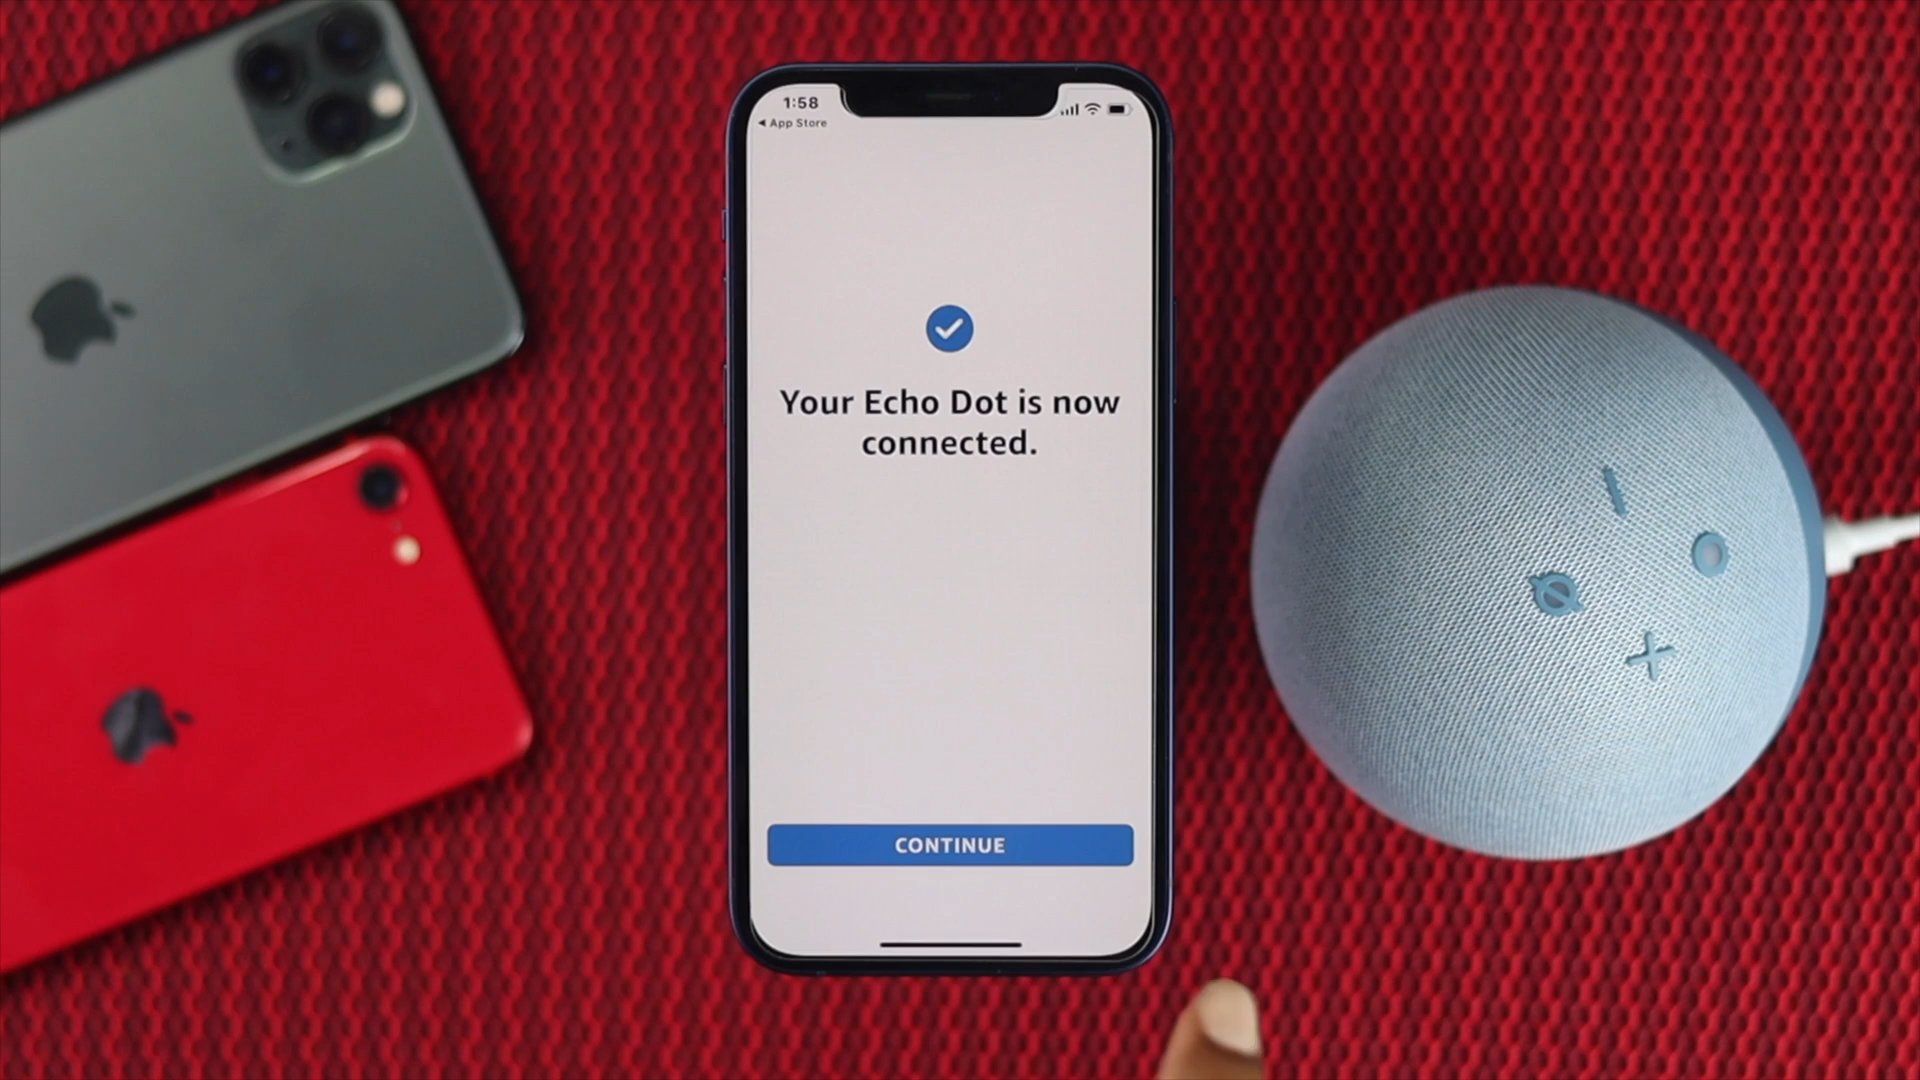 1:58
◀ App Store
Your Echo Dot is now
connected.
CONTINUE